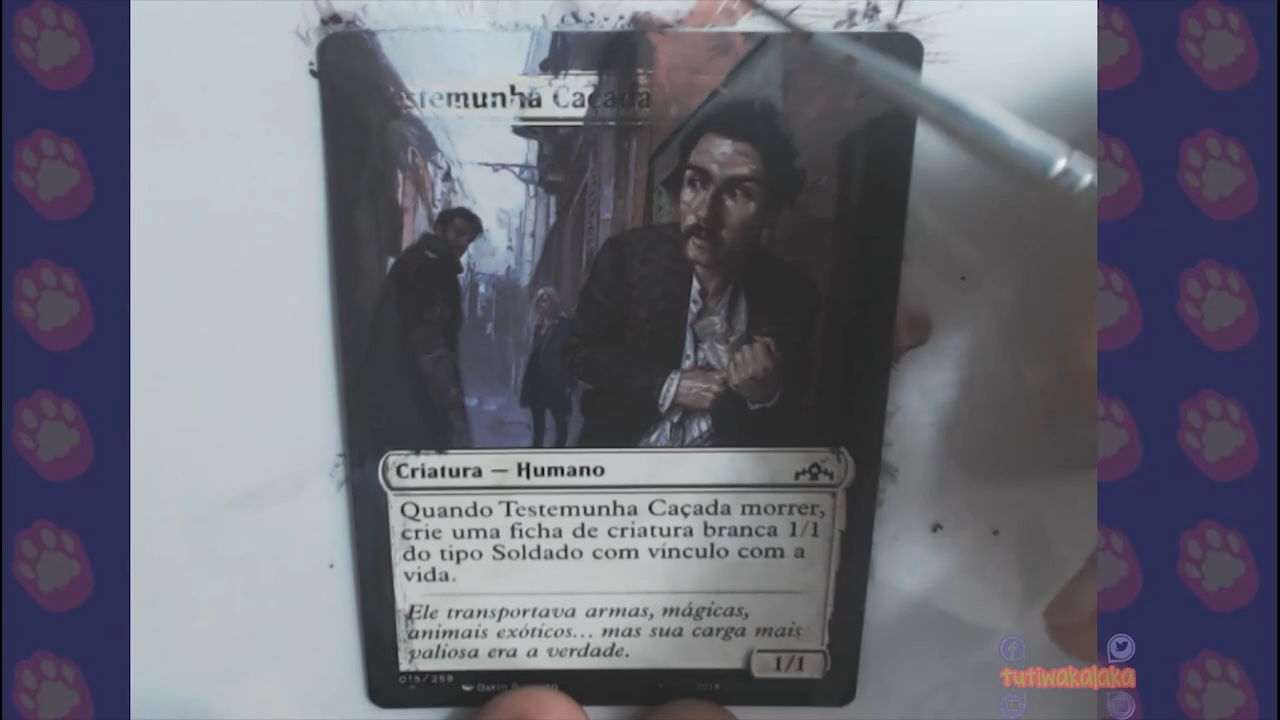 Caçada
Criatura — Humano
Quando Testemunha Caçada morrer,
crie uma ficha de criatura branca 1/1
do tipo Soldado com vínculo com a
vida.
Ele transportava armas, mágicas,
animais exóticos... mas sua carga mais
valiosa era a verdade.
1/1
015/259
tutiwakalaka